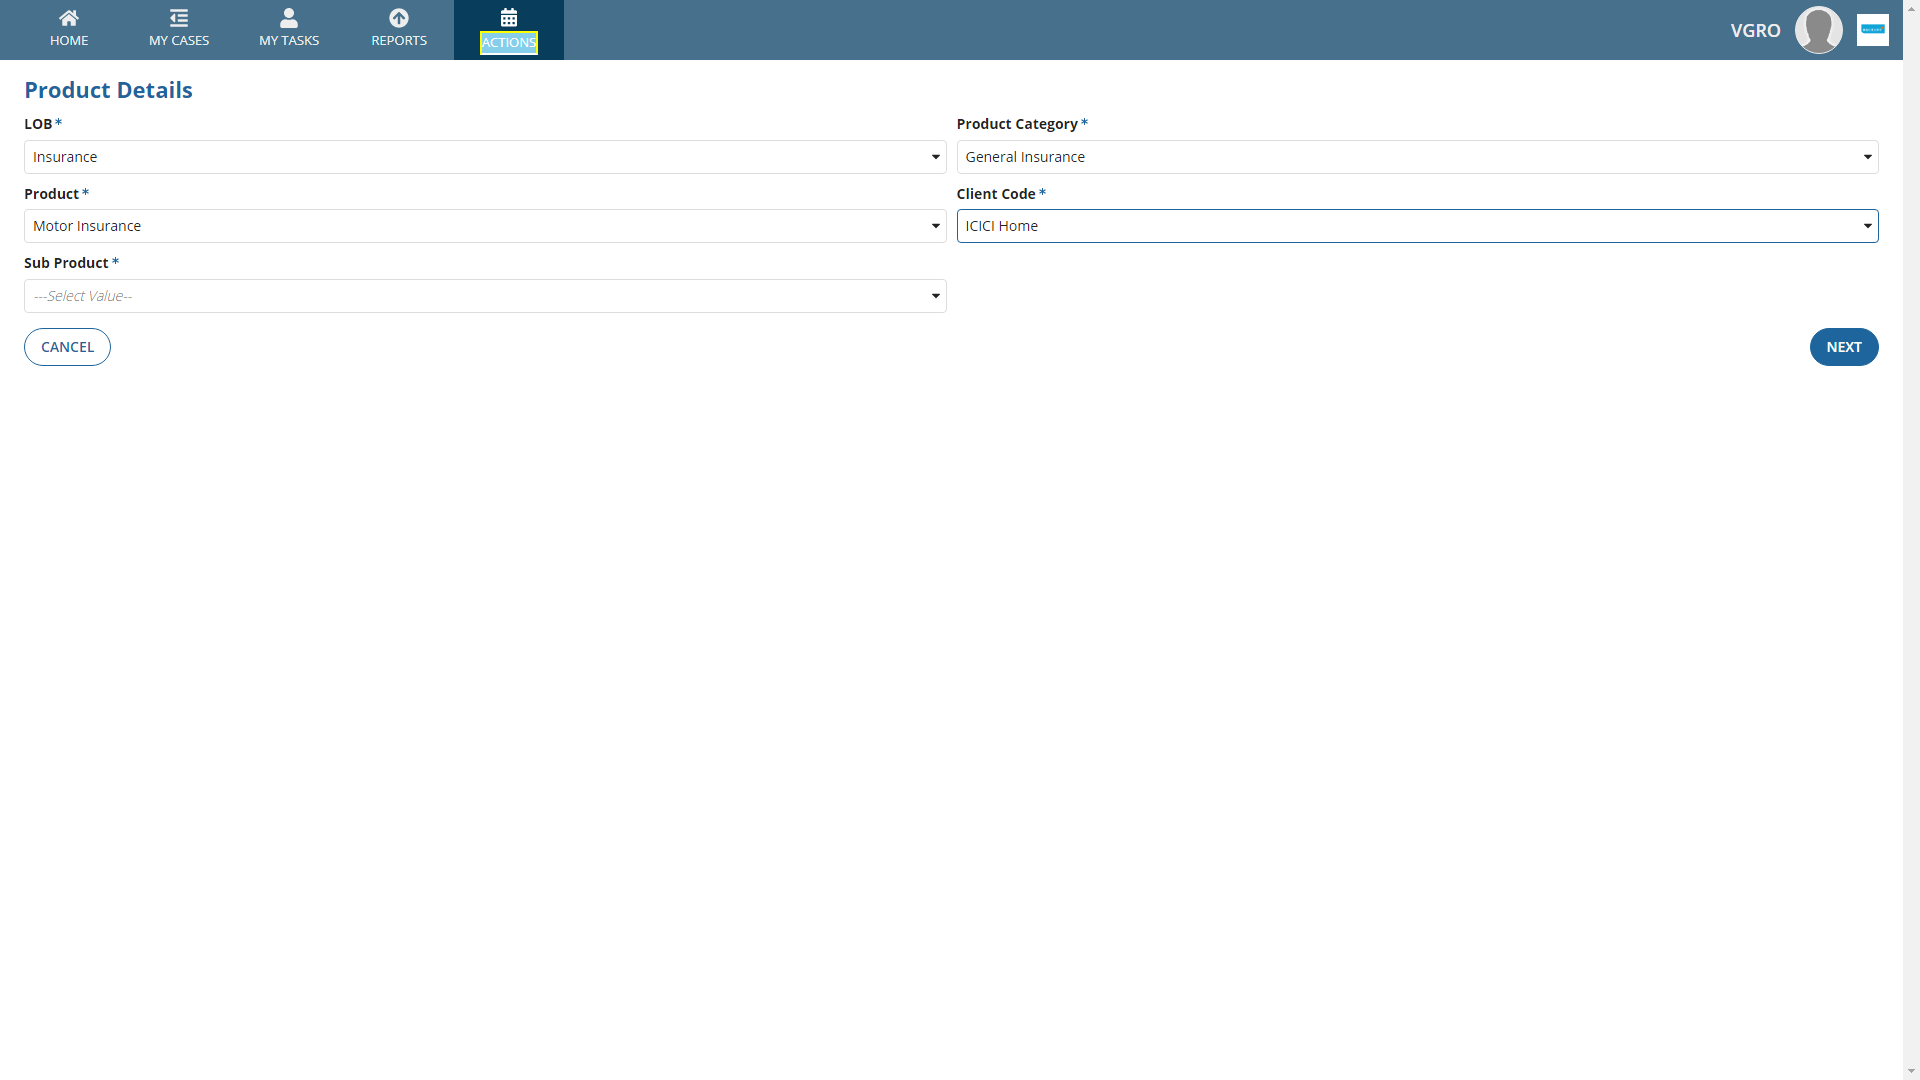 HOME
MY CASES
MY TASKS
REPORTS
ACTIONS
VGRO
Product Details
LOB *
Product Category *
Insurance
General Insurance
Product *
Client Code *
Motor Insurance
ICICI Home
Sub Product *
---Select Value--
CANCEL
NEXT